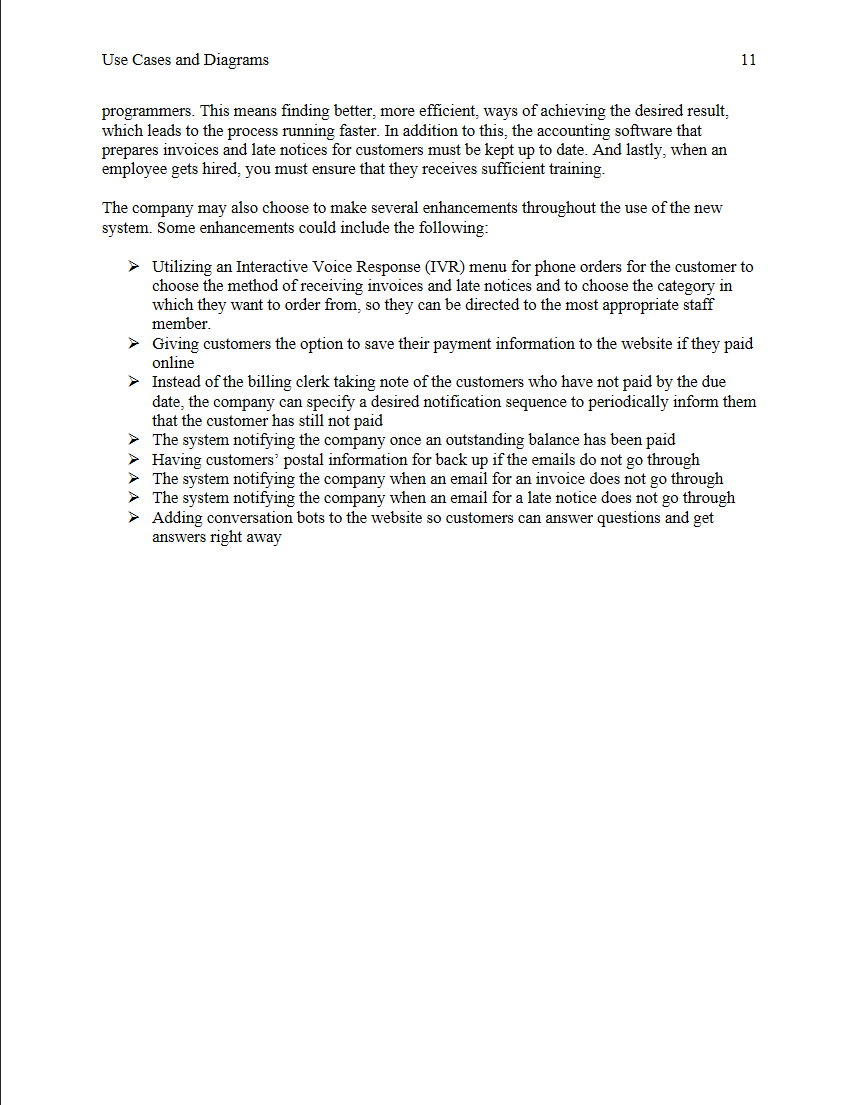 Use Cases and Diagrams 11
programmers. This means finding better, more efficient, ways of achieving the desired result,
which leads to the process running faster. In addition to this, the accounting software that
prepares invoices and late notices for customers must be kept up to date. And lastly, when an
employee gets hired, you must ensure that they receives sufficient training.
The company may also choose to make several enhancements throughout the use of the new
system. Some enhancements could include the following:
➢ Utilizing an Interactive Voice Response (IVR) menu for phone orders for the customer to
choose the method of receiving invoices and late notices and to choose the category in
which they want to order from, so they can be directed to the most appropriate staff
member.
➢ Giving customers the option to save their payment information to the website if they paid
online
➢ Instead of the billing clerk taking note of the customers who have not paid by the due
date, the company can specify a desired notification sequence to periodically inform them
that the customer has still not paid
➢ The system notifying the company once an outstanding balance has been paid
➢ Having customers’ postal information for back up if the emails do not go through
➢ The system notifying the company when an email for an invoice does not go through
➢ The system notifying the company when an email for a late notice does not go through
➢ Adding conversation bots to the website so customers can answer questions and get
answers right away